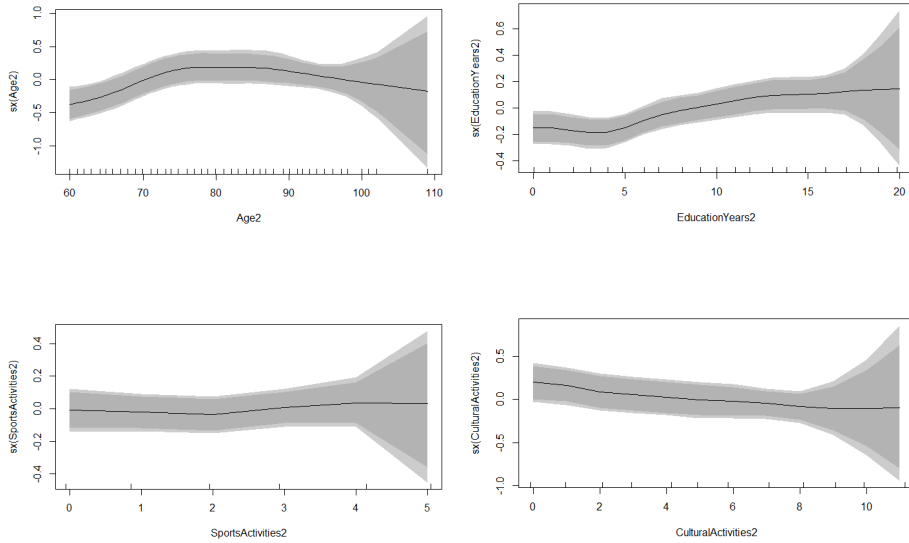 sx(Age2)
1.0
0.5
0.0
-0.5
-1.0
60 70 80 90 100 110
Age2
sx(EducationYears2)
0.6
0.4
0.2
0.0
-0.2
-0.4
0 5 10 15 20
EducationYears2
sx(SportsActivities2)
0.4
0.2
0.0
-0.2
-0.4
0 1 2 3 4 5
SportsActivities2
sx(CulturalActivities2)
0.5
0.0
-0.5
-1.0
0 2 4 6 8 10
CulturalActivities2